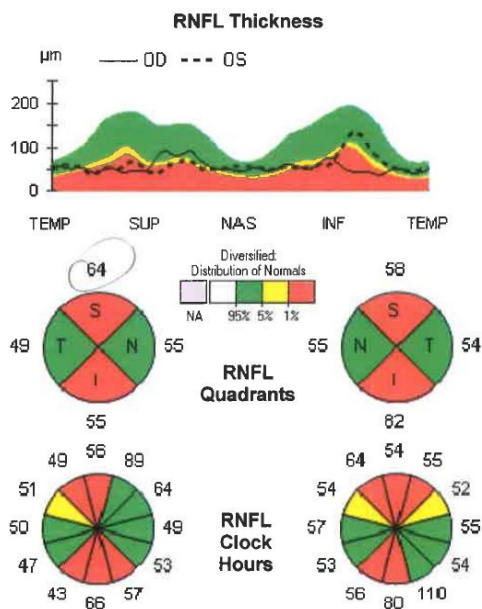 RNFL Thickness
µm — OD --- OS
200
100
0
TEMP SUP NAS INF TEMP
64
Diversified:
Distribution of Normals
NA 95% 5% 1%
58
S
T N
I
49 55
55
RNFL
Quadrants
S
N T
I
55 54
82
56
49 89
51 64
50 49
47 53
43 57
66
RNFL
Clock
Hours
54
64 55
54 52
57 55
53 54
56 110
80